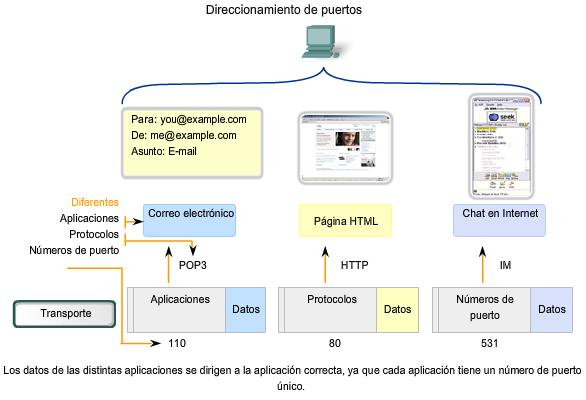 Direccionamiento de puertos
Para: you@example.com
De: me@example.com
Asunto: E-mail
seek
Diferentes
Aplicaciones
Protocolos
Números de puerto
Correo electrónico
Página HTML
Chat en Internet
POP3
HTTP
IM
Transporte
Aplicaciones
Datos
Protocolos
Datos
Números de
puerto
Datos
110
80
531
Los datos de las distintas aplicaciones se dirigen a la aplicación correcta, ya que cada aplicación tiene un número de puerto
único.